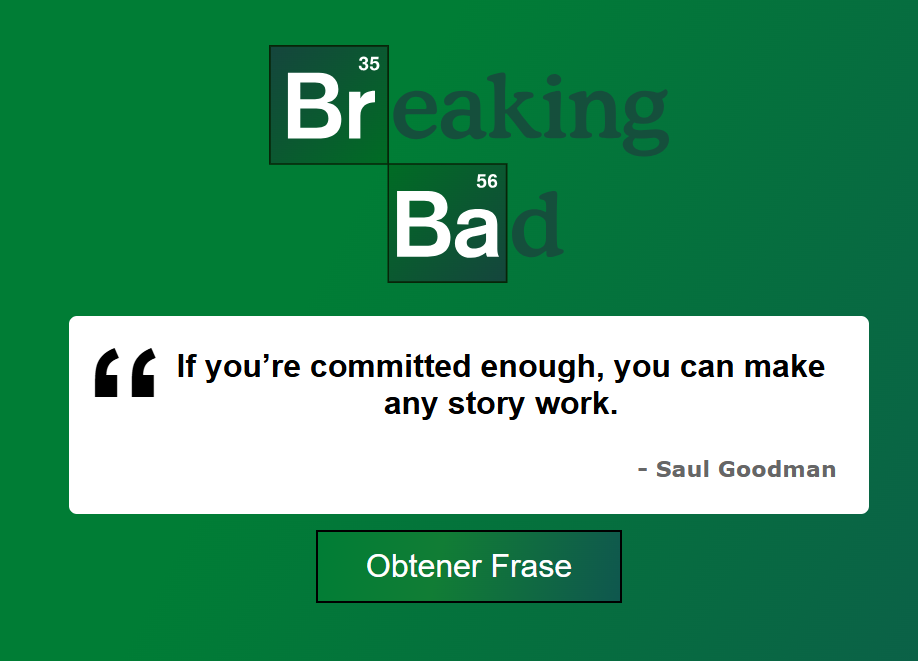 35
Breaking
56
Bad
“ If you’re committed enough, you can make
any story work.
- Saul Goodman
Obtener Frase